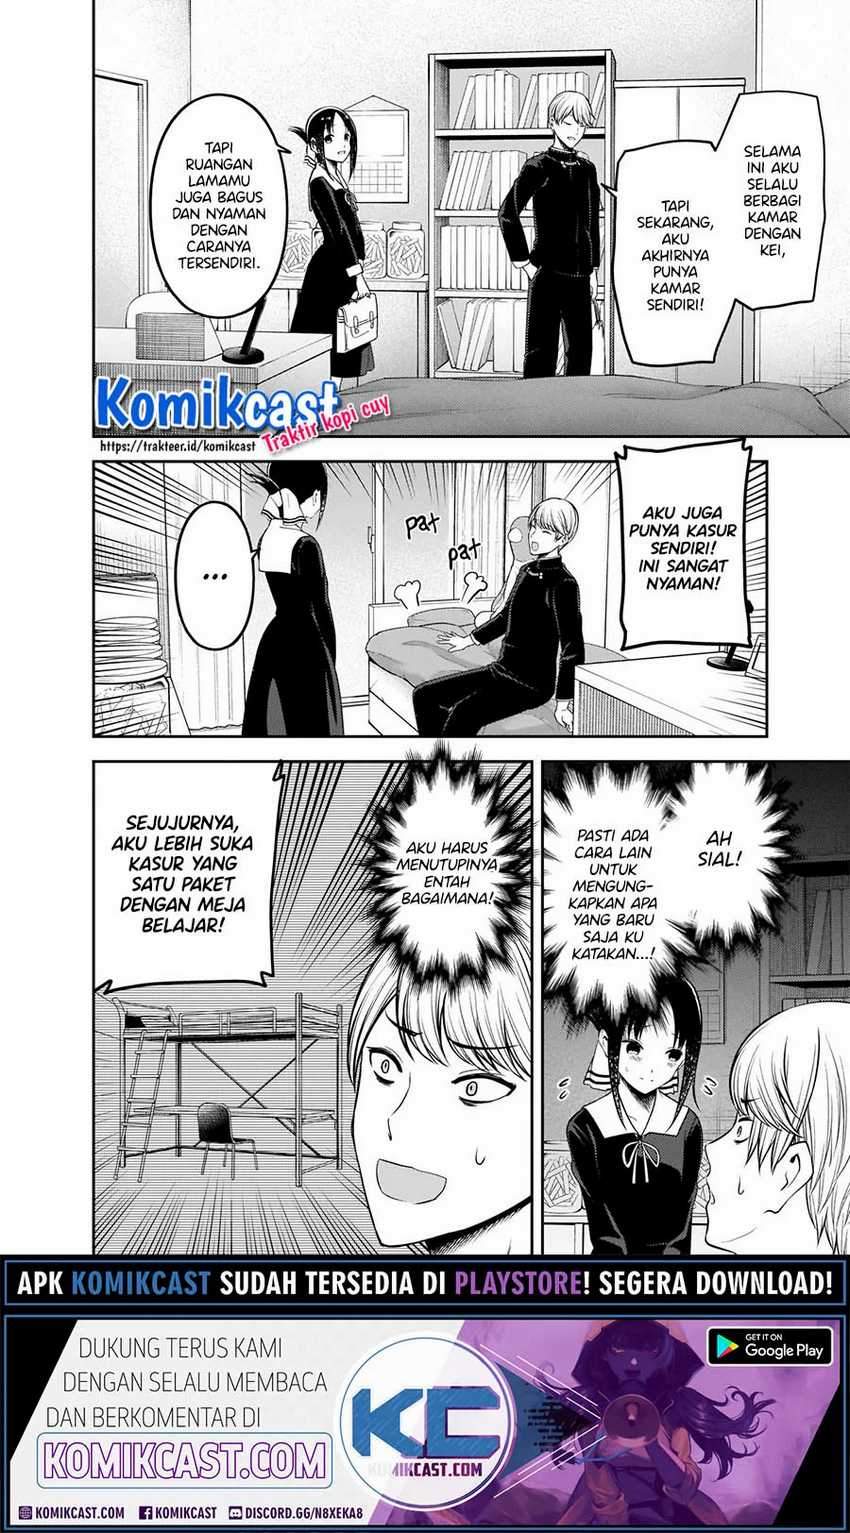 SELAMA
INI AKU
SELALU
BERBAGI
KAMAR
DENGAN
KEI,
TAPI
SEKARANG,
AKU
AKHIRNYA
PUNYA
KAMAR
SENDIRI!
TAPI
RUANGAN
LAMAMU
JUGA BAGUS
DAN NYAMAN
DENGAN
CARANYA
TERSENDIRI.
Komikcast
Traktir kopi cuy
https://trakteer.id/komikcast
AKU JUGA
PUNYA KASUR
SENDIRI!
INI SANGAT
NYAMAN!
pat
pat
...
AH
SIAL!
PASTI ADA
CARA LAIN
UNTUK
MENGUNG-
KAPKAN APA
YANG BARU
SAJA KU
KATAKAN...!
AKU HARUS
MENUTUPINYA
ENTAH
BAGAIMANA!
SEJUJURNYA,
AKU LEBIH SUKA
KASUR YANG
SATU PAKET
DENGAN MEJA
BELAJAR!
APK KOMIKCAST SUDAH TERSEDIA DI PLAYSTORE! SEGERA DOWNLOAD!
DUKUNG TERUS KAMI
DENGAN SELALU MEMBACA
DAN BERKOMENTAR DI
KOMIKCAST.COM
KOMIKCAST.COM KOMIKCAST DISCORD.GG/N8XEKA8
KC
KOMIKCAST.COM
GET IT ON
Google Play